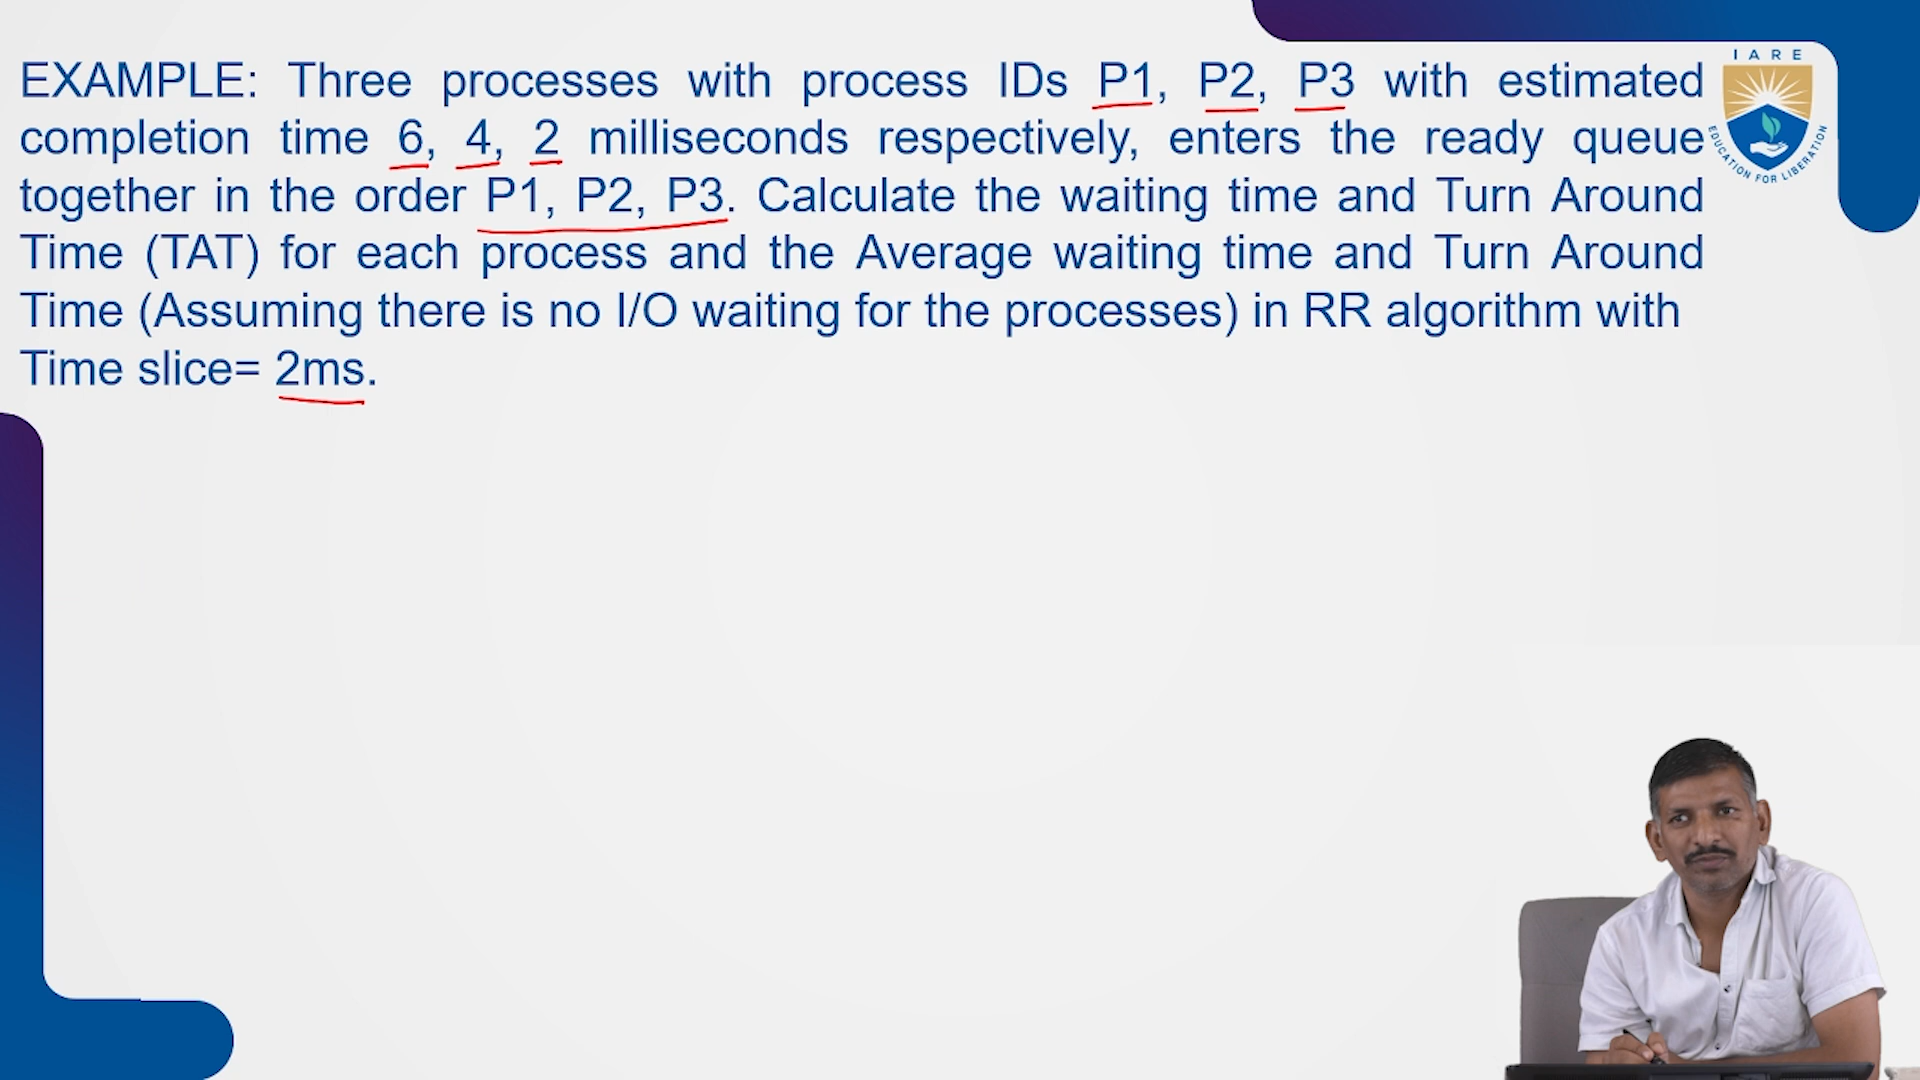 EXAMPLE: Three processes with process IDs P1, P2, P3 with estimated
completion time 6, 4, 2 milliseconds respectively, enters the ready queue
together in the order P1, P2, P3. Calculate the waiting time and Turn Around
Time (TAT) for each process and the Average waiting time and Turn Around
Time (Assuming there is no I/O waiting for the processes) in RR algorithm with
Time slice= 2ms.
IARE
EDUCATION FOR LIBERATION